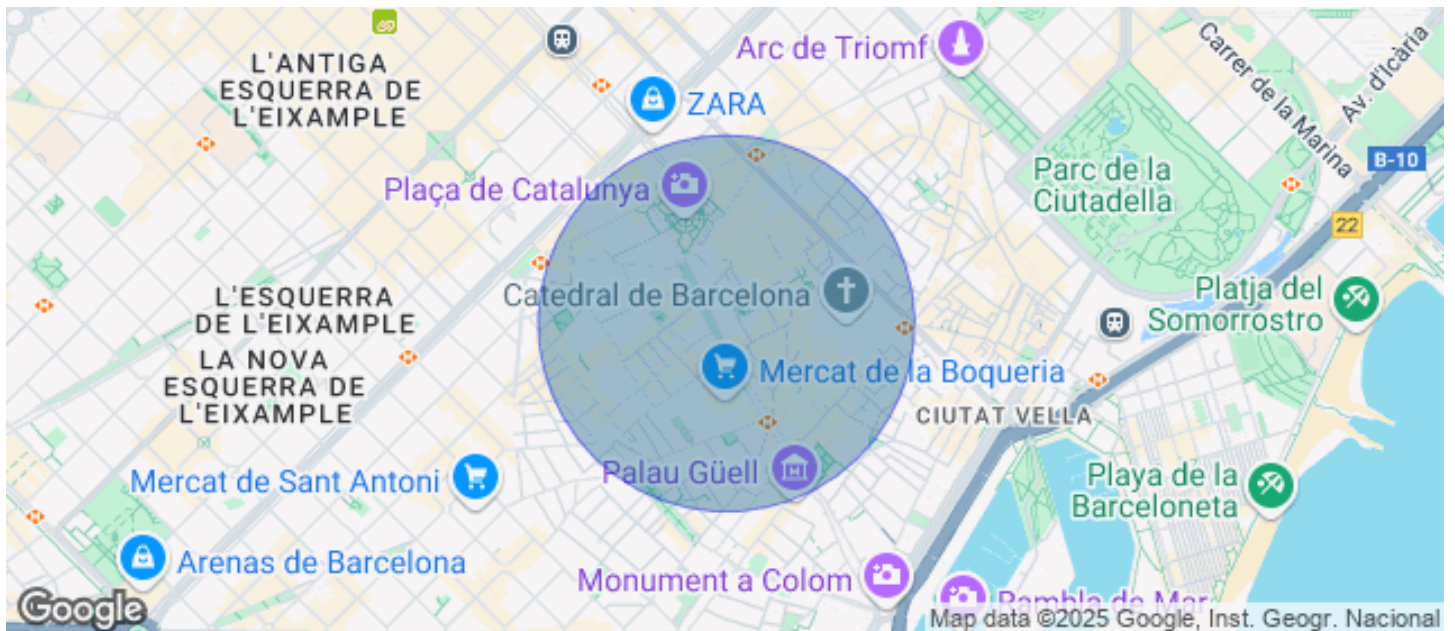 Arc de Triomf
Carrer de la Marina
Av. d'Icària
L'ANTIGA
ESQUERRA DE
L'EIXAMPLE
ZARA
B-10
Plaça de Catalunya
Parc de la
Ciutadella
22
L'ESQUERRA
DE L'EIXAMPLE
Catedral de Barcelona
Platja del
Somorrostro
LA NOVA
ESQUERRA DE
L'EIXAMPLE
Mercat de la Boqueria
CIUTAT VELLA
Mercat de Sant Antoni
Palau Güell
Playa de la
Barceloneta
Arenas de Barcelona
Monument a Colom
Rambla de Mar
Google
Map data ©2025 Google, Inst. Geogr. Nacional